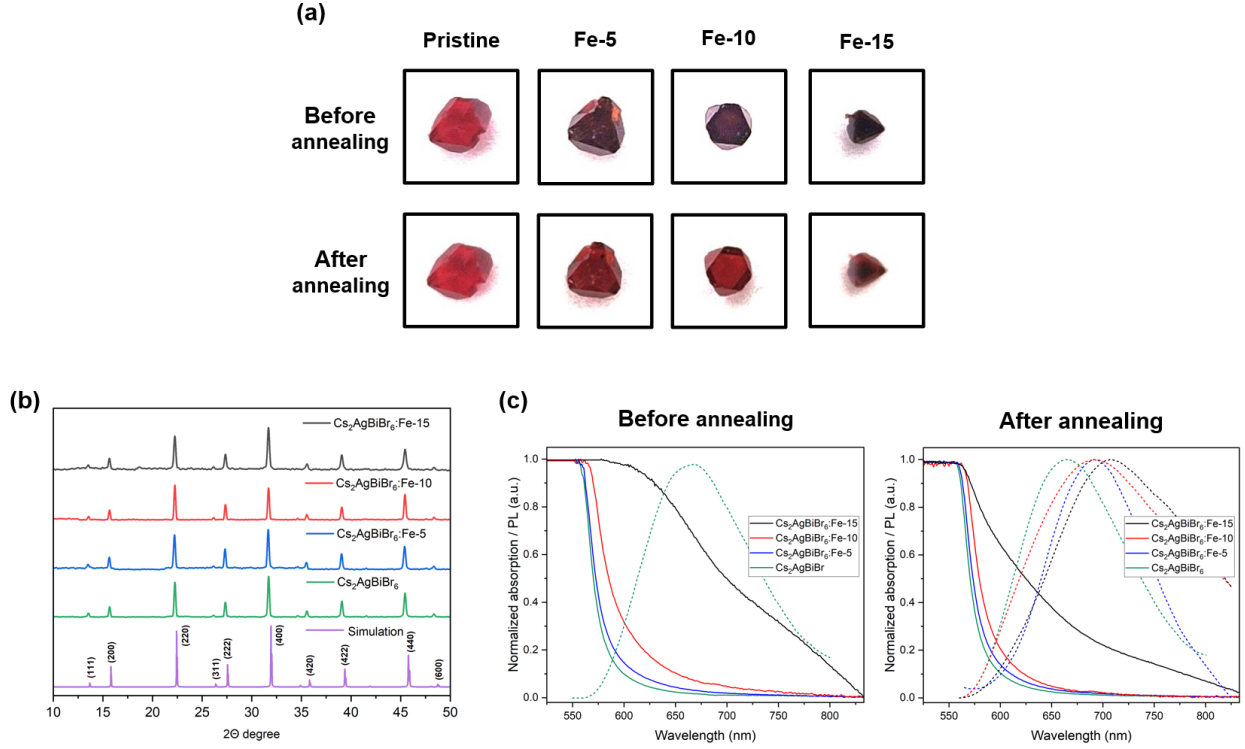 (a)
Pristine
Fe-5
Fe-10
Fe-15
Before
annealing
After
annealing
(b)
Cs₂AgBiBr₆:Fe-15
Cs₂AgBiBr₆:Fe-10
Cs₂AgBiBr₆:Fe-5
Cs₂AgBiBr₆
Simulation
(111)
(200)
(220)
(311)
(222)
(400)
(420)
(422)
(440)
(600)
10 15 20 25 30 35 40 45 50
2Θ degree
(c)
Before annealing
Normalized absorption / PL (a.u.)
1.0
0.8
0.6
0.4
0.2
0.0
Cs₂AgBiBr₆:Fe-15
Cs₂AgBiBr₆:Fe-10
Cs₂AgBiBr₆:Fe-5
Cs₂AgBiBr
550 600 650 700 750 800
Wavelength (nm)
After annealing
Normalized absorption / PL (a.u.)
1.0
0.8
0.6
0.4
0.2
0.0
Cs₂AgBiBr₆:Fe-15
Cs₂AgBiBr₆:Fe-10
Cs₂AgBiBr₆:Fe-5
Cs₂AgBiBr₆
550 600 650 700 750 800
Wavelength (nm)